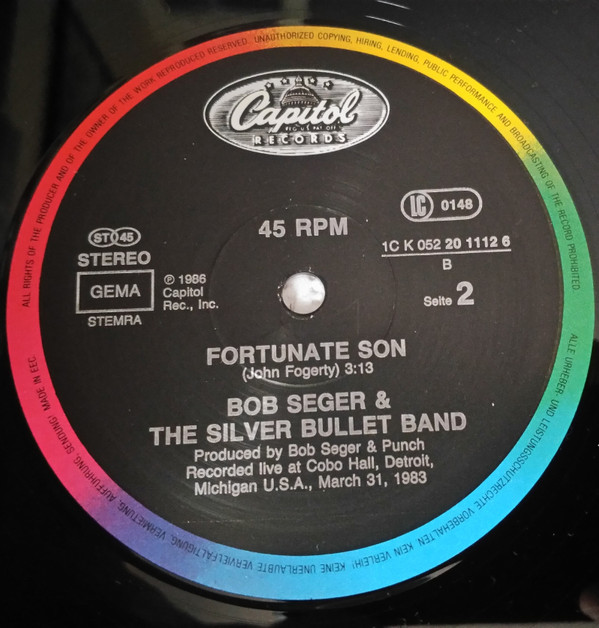 ALL RIGHTS OF THE PRODUCER AND OF THE OWNER OF THE WORK REPRODUCED RESERVED. UNAUTHORIZED COPYING, HIRING, LENDING, PUBLIC PERFORMANCE AND BROADCASTING OF THE RECORD PROHIBITED.
Capitol
REG. U.S. PAT. OFF.
RECORDS
LC 0148
45 RPM
ST 45
STEREO
GEMA
STEMRA
℗ 1986
Capitol
Rec., Inc.
1C K 052 20 1112 6
B
Seite 2
FORTUNATE SON
(John Fogerty) 3:13
BOB SEGER &
THE SILVER BULLET BAND
Produced by Bob Seger & Punch
Recorded live at Cobo Hall, Detroit,
Michigan U.S.A., March 31, 1983
ALLE URHEBER- UND LEISTUNGSSCHUTZRECHTE VORBEHALTEN. KEIN VERLEIH! KEINE UNERLAUBTE VERVIELFÄLTIGUNG, VERMIETUNG, AUFFÜHRUNG, SENDUNG! MADE IN EEC.